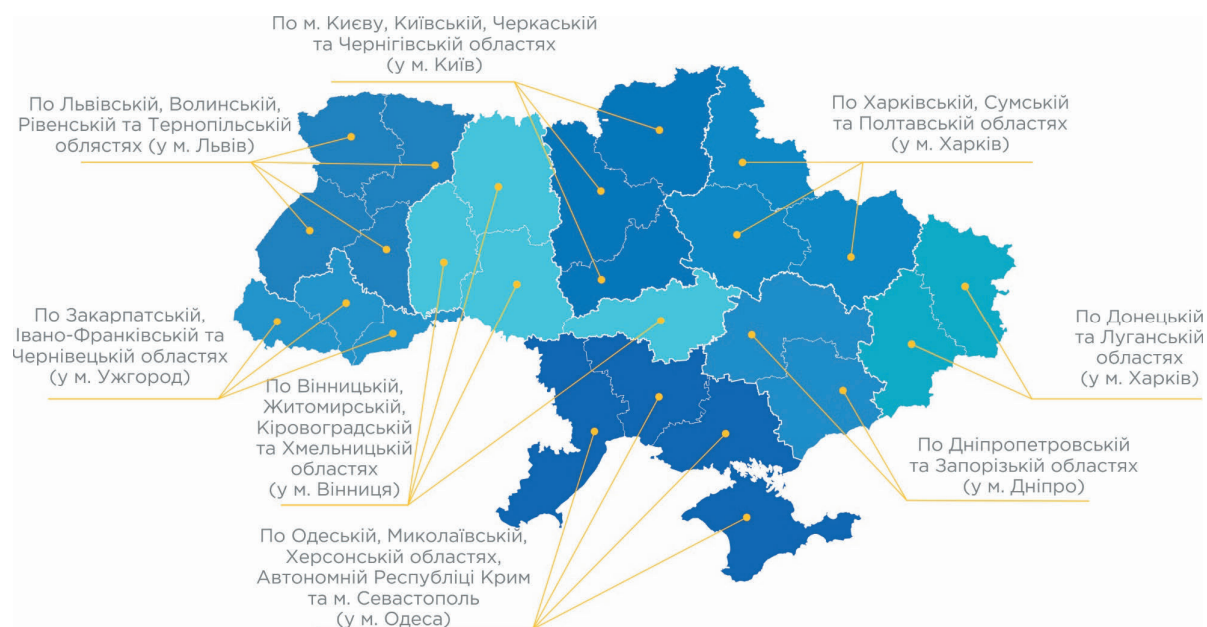 По м. Києву, Київській, Черкаській
та Чернігівській областях
(у м. Київ)
По Львівській, Волинській,
Рівенській та Тернопільській
облястях (у м. Львів)
По Харківській, Сумській
та Полтавській областях
(у м. Харків)
По Закарпатській,
Івано-Франківській та
Чернівецькій областях
(у м. Ужгород)
По Донецькій
та Луганській
областях
(у м. Харків)
По Вінницькій,
Житомирській,
Кіровоградській
та Хмельницькій
областях
(у м. Вінниця)
По Дніпропетровській
та Запорізькій областях
(у м. Дніпро)
По Одеській, Миколаївській,
Херсонській областях,
Автономній Республіці Крим
та м. Севастополь
(у м. Одеса)